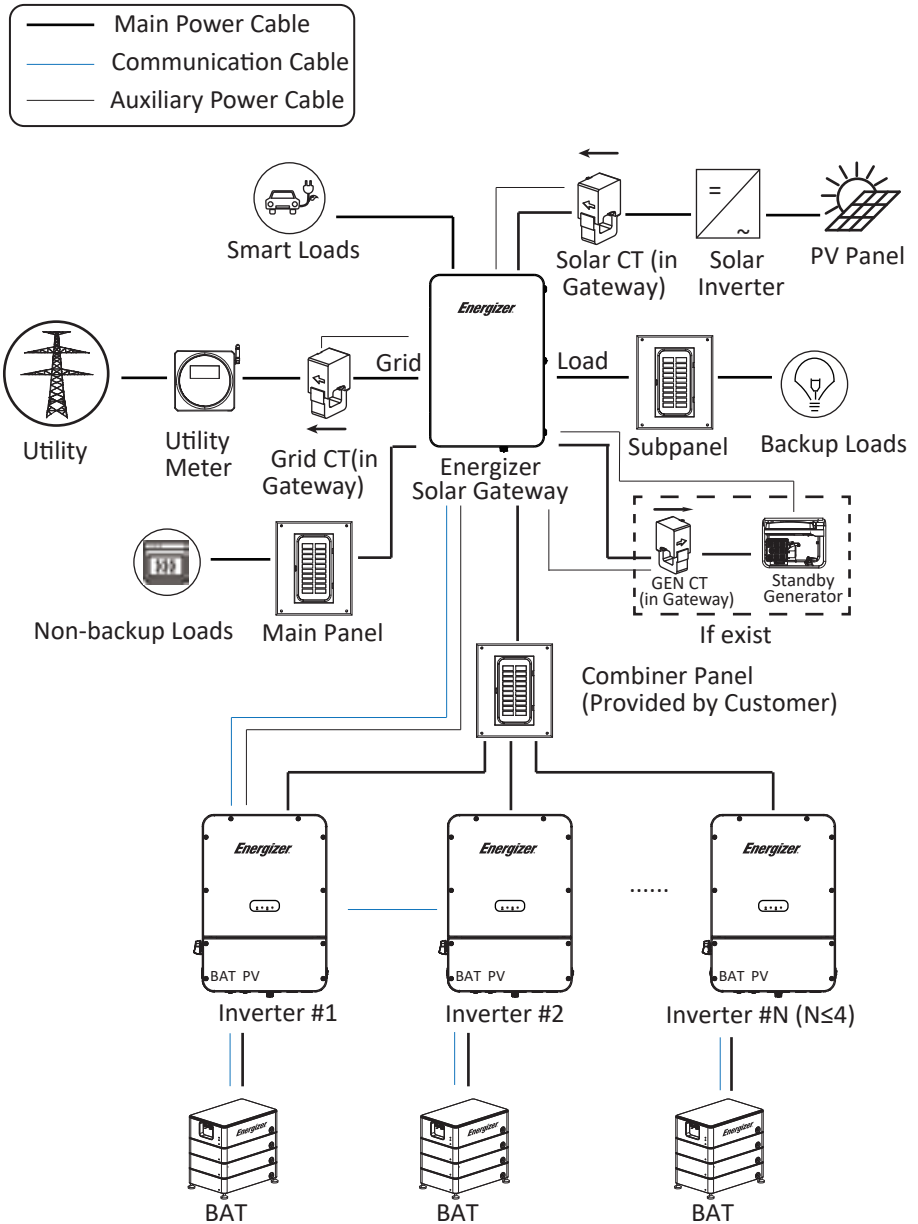 Main Power Cable
Communication Cable
Auxiliary Power Cable
Smart Loads
Solar CT (in
Gateway)
Solar
Inverter
PV Panel
=
~
Energizer
Grid
Load
Utility
Utility
Meter
Grid CT(in
Gateway)
Energizer
Solar Gateway
Subpanel
Backup Loads
GEN CT
(in Gateway)
Standby
Generator
If exist
Non-backup Loads
Main Panel
Combiner Panel
(Provided by Customer)
Energizer
Energizer
Energizer
......
BAT PV
BAT PV
BAT PV
Inverter #1
Inverter #2
Inverter #N (N≤4)
Energizer
Energizer
Energizer
BAT
BAT
BAT